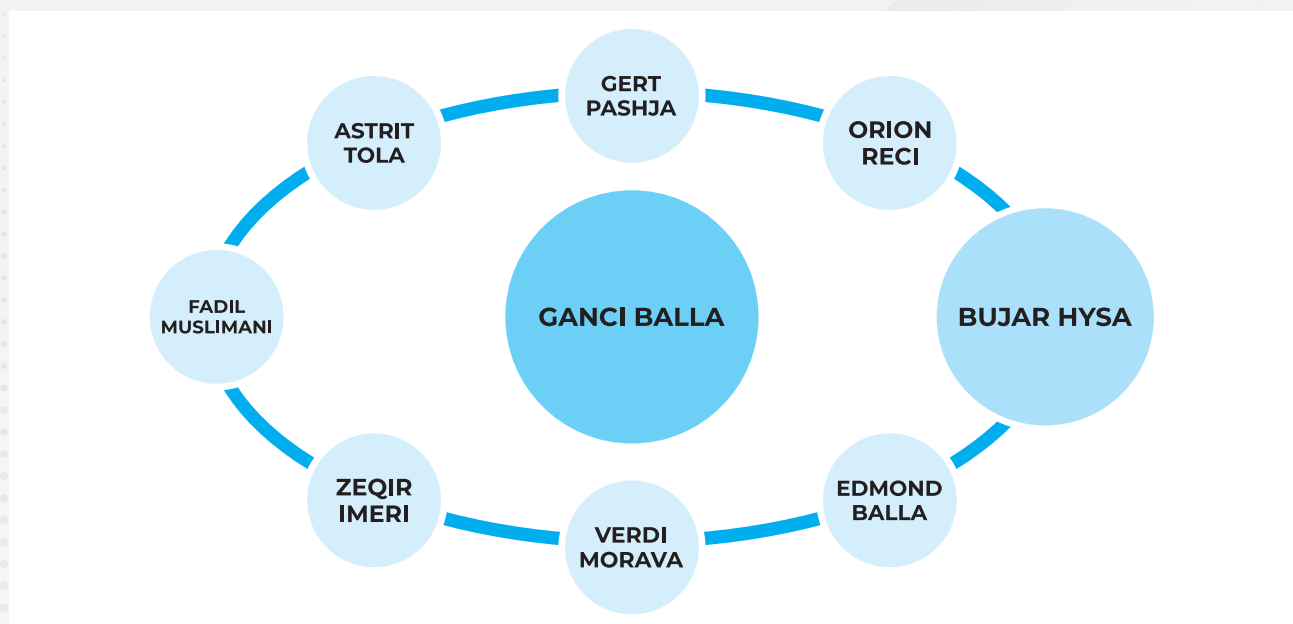 GERT
PASHJA
ASTRIT
TOLA
ORION
RECI
FADIL
MUSLIMANI
GANCI BALLA
BUJAR HYSA
ZEQIR
IMERI
EDMOND
BALLA
VERDI
MORAVA